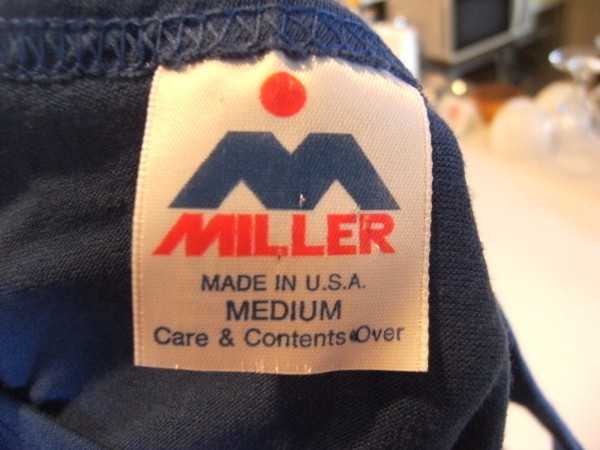 MILLER
MADE IN U.S.A.
MEDIUM
Care & Contents Over